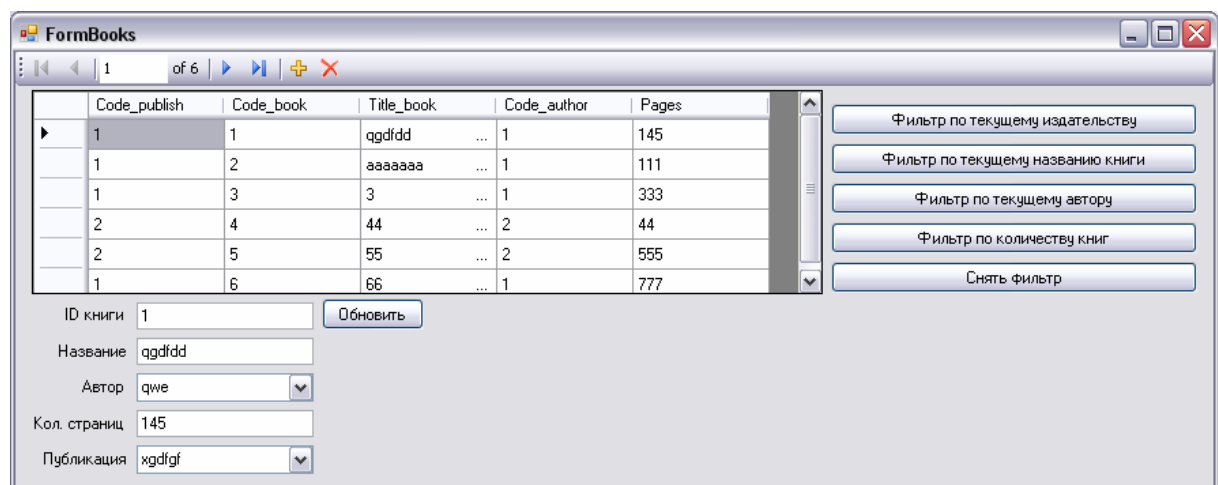 FormBooks
1 of 6
Code_publish Code_book Title_book Code_author Pages
1 1 qgdfdd ... 1 145
1 2 aaaaaaa ... 1 111
1 3 3 ... 1 333
2 4 44 ... 2 44
2 5 55 ... 2 555
1 6 66 ... 1 777
Фильтр по текущему издательству
Фильтр по текущему названию книги
Фильтр по текущему автору
Фильтр по количеству книг
Снять фильтр
ID книги 1 Обновить
Название qgdfdd
Автор qwe
Кол. страниц 145
Публикация xgdfgf